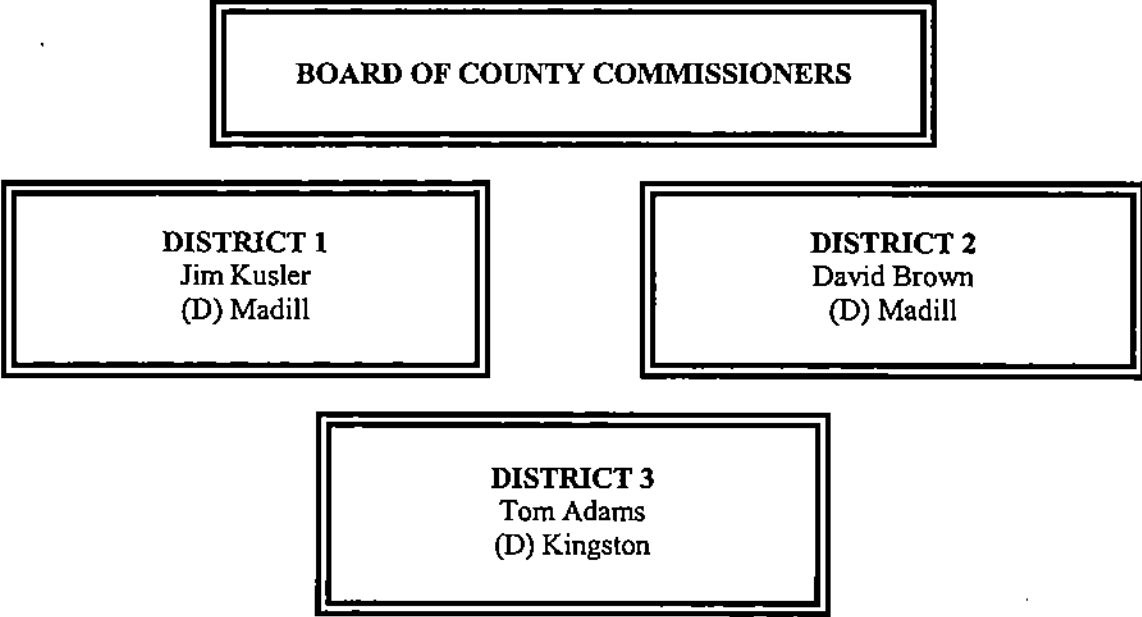 BOARD OF COUNTY COMMISSIONERS
DISTRICT 1
Jim Kusler
(D) Madill
DISTRICT 2
David Brown
(D) Madill
DISTRICT 3
Tom Adams
(D) Kingston